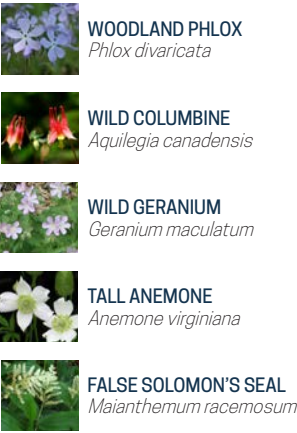 WOODLAND PHLOX
Phlox divaricata
WILD COLUMBINE
Aquilegia canadensis
WILD GERANIUM
Geranium maculatum
TALL ANEMONE
Anemone virginiana
FALSE SOLOMON'S SEAL
Maianthemum racemosum